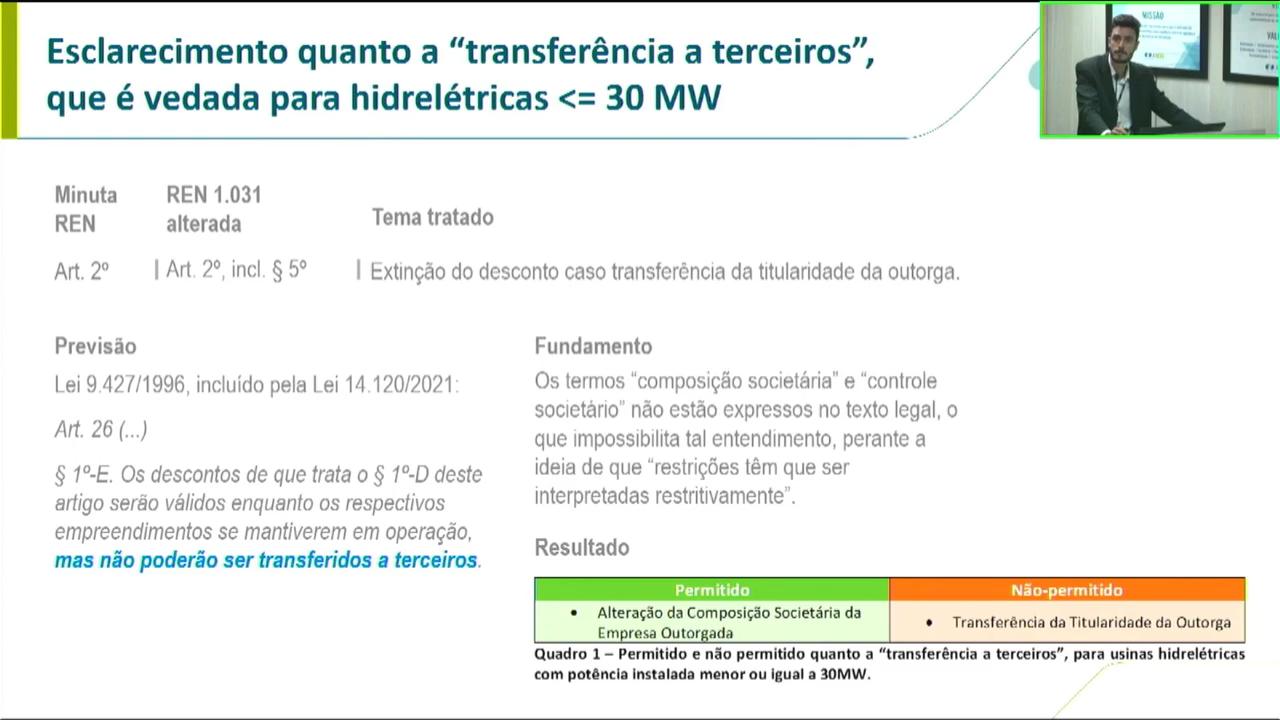 Esclarecimento quanto a “transferência a terceiros”,
que é vedada para hidrelétricas <= 30 MW
MISSÃO
Minuta
REN
REN 1.031
alterada
Tema tratado
Art. 2º
Art. 2º, incl. § 5º
Extinção do desconto caso transferência da titularidade da outorga.
Previsão
Lei 9.427/1996, incluído pela Lei 14.120/2021:
Art. 26 (...)
§ 1º-E. Os descontos de que trata o § 1º-D deste
artigo serão válidos enquanto os respectivos
empreendimentos se mantiverem em operação,
mas não poderão ser transferidos a terceiros.
Fundamento
Os termos “composição societária” e “controle
societário” não estão expressos no texto legal, o
que impossibilita tal entendimento, perante a
ideia de que “restrições têm que ser
interpretadas restritivamente”.
Resultado
Permitido
Não-permitido
• Alteração da Composição Societária da
Empresa Outorgada
• Transferência da Titularidade da Outorga
Quadro 1 – Permitido e não permitido quanto a “transferência a terceiros”, para usinas hidrelétricas
com potência instalada menor ou igual a 30MW.